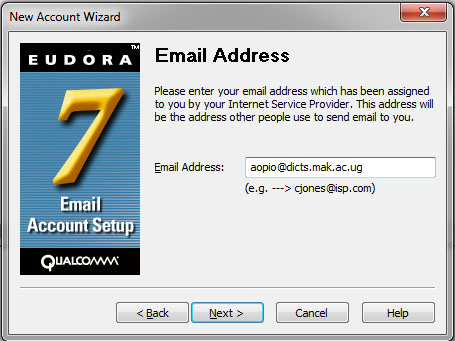 New Account Wizard
EUDORA™
7
Email
Account Setup
QUALCOMM
Email Address
Please enter your email address which has been assigned
to you by your Internet Service Provider. This address will
be the address other people use to send email to you.
Email Address: aopio@dicts.mak.ac.ug
(e.g. ---> cjones@isp.com)
< Back Next > Cancel Help